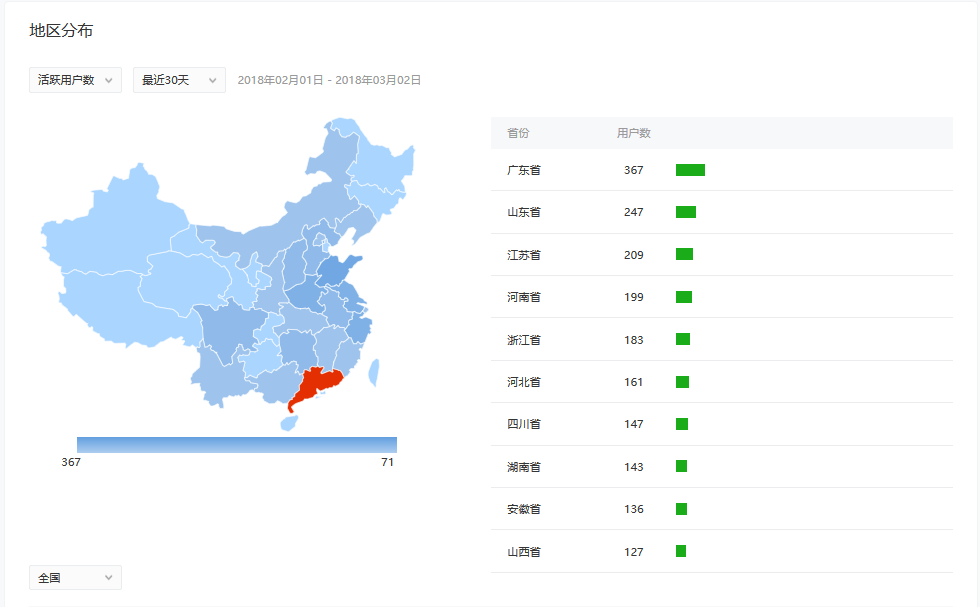 地区分布
活跃用户数 最近30天 2018年02月01日 - 2018年03月02日
省份 用户数
广东省 367
山东省 247
江苏省 209
河南省 199
浙江省 183
河北省 161
四川省 147
湖南省 143
安徽省 136
山西省 127
367 71
全国